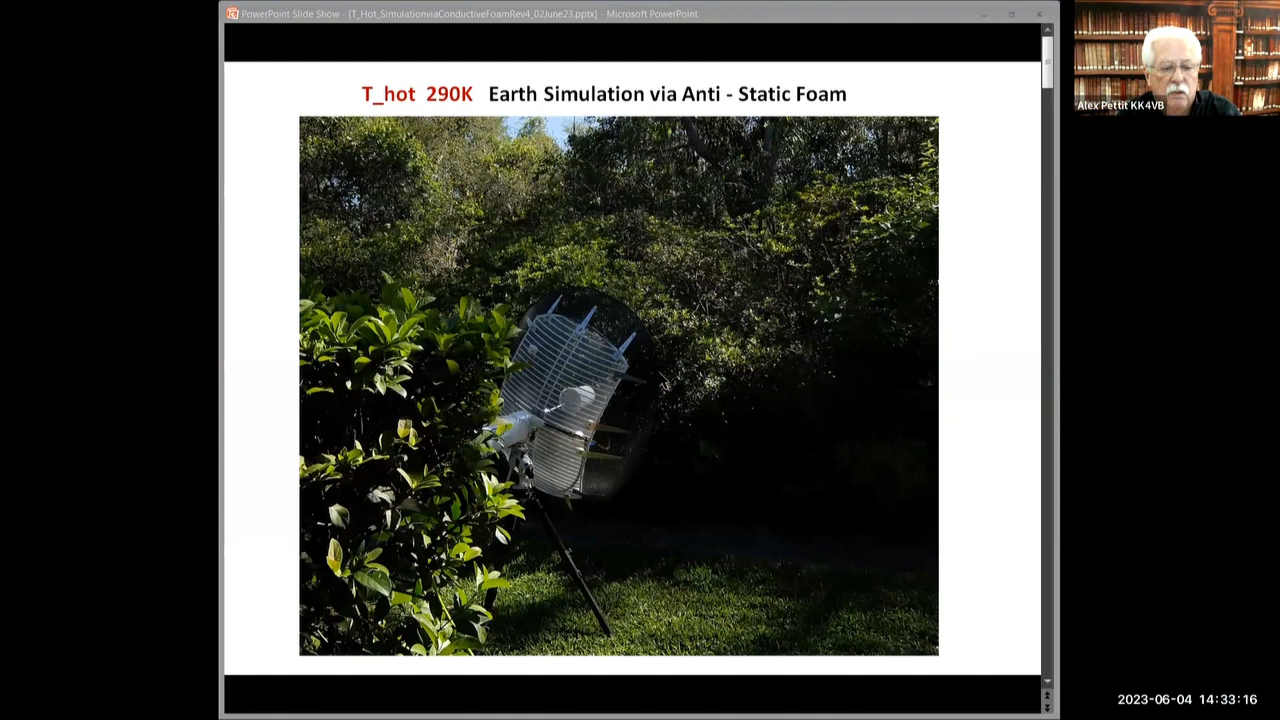 PowerPoint Slide Show - [T_Hot_SimulationviaConductiveFoamRev4_02June23.pptx] - Microsoft PowerPoint
T_hot 290K Earth Simulation via Anti - Static Foam
Alex Pettit KK4VB
2023-06-04 14:33:16